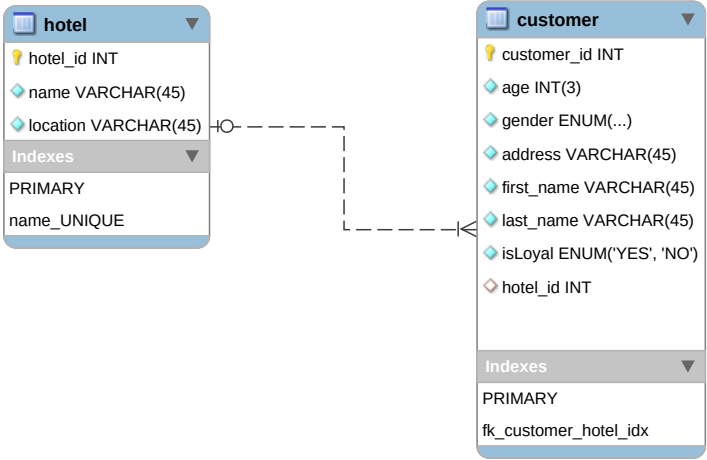 hotel
hotel_id INT
name VARCHAR(45)
location VARCHAR(45)
Indexes
PRIMARY
name_UNIQUE
customer
customer_id INT
age INT(3)
gender ENUM(...)
address VARCHAR(45)
first_name VARCHAR(45)
last_name VARCHAR(45)
isLoyal ENUM('YES', 'NO')
hotel_id INT
Indexes
PRIMARY
fk_customer_hotel_idx